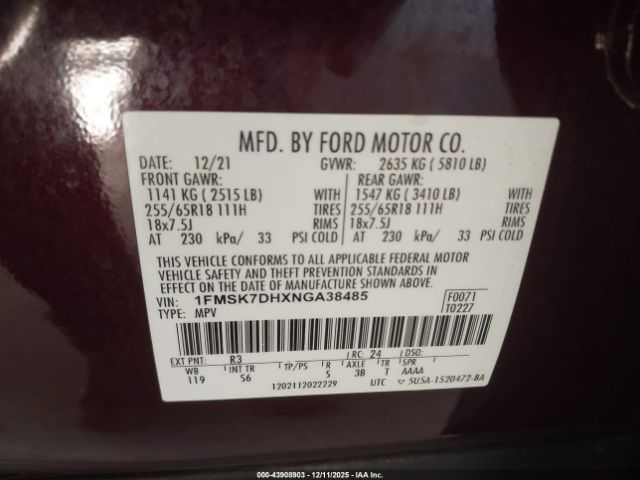 MFD. BY FORD MOTOR CO.
DATE: 12/21 GVWR: 2635 KG ( 5810 LB)
FRONT GAWR: REAR GAWR:
1141 KG ( 2515 LB) WITH 1547 KG ( 3410 LB) WITH
255/65R18 111H TIRES 255/65R18 111H TIRES
18x7.5J RIMS 18x7.5J RIMS
AT 230 kPa/ 33 PSI COLD AT 230 kPa/ 33 PSI COLD
THIS VEHICLE CONFORMS TO ALL APPLICABLE FEDERAL MOTOR
VEHICLE SAFETY AND THEFT PREVENTION STANDARDS IN
EFFECT ON THE DATE OF MANUFACTURE SHOWN ABOVE.
VIN: 1FMSK7DHXNGA38485 F0071
TYPE: MPV T0227
EXT PNT: R3 RC: 24 DSO:
WB INT TR TP/PS R AXLE TR SPR
119 S6 S 3B T AAAA
1202112022229 UTC 5U5A-1520472-BA
000-43908903 - 12/11/2025 - IAA Inc.